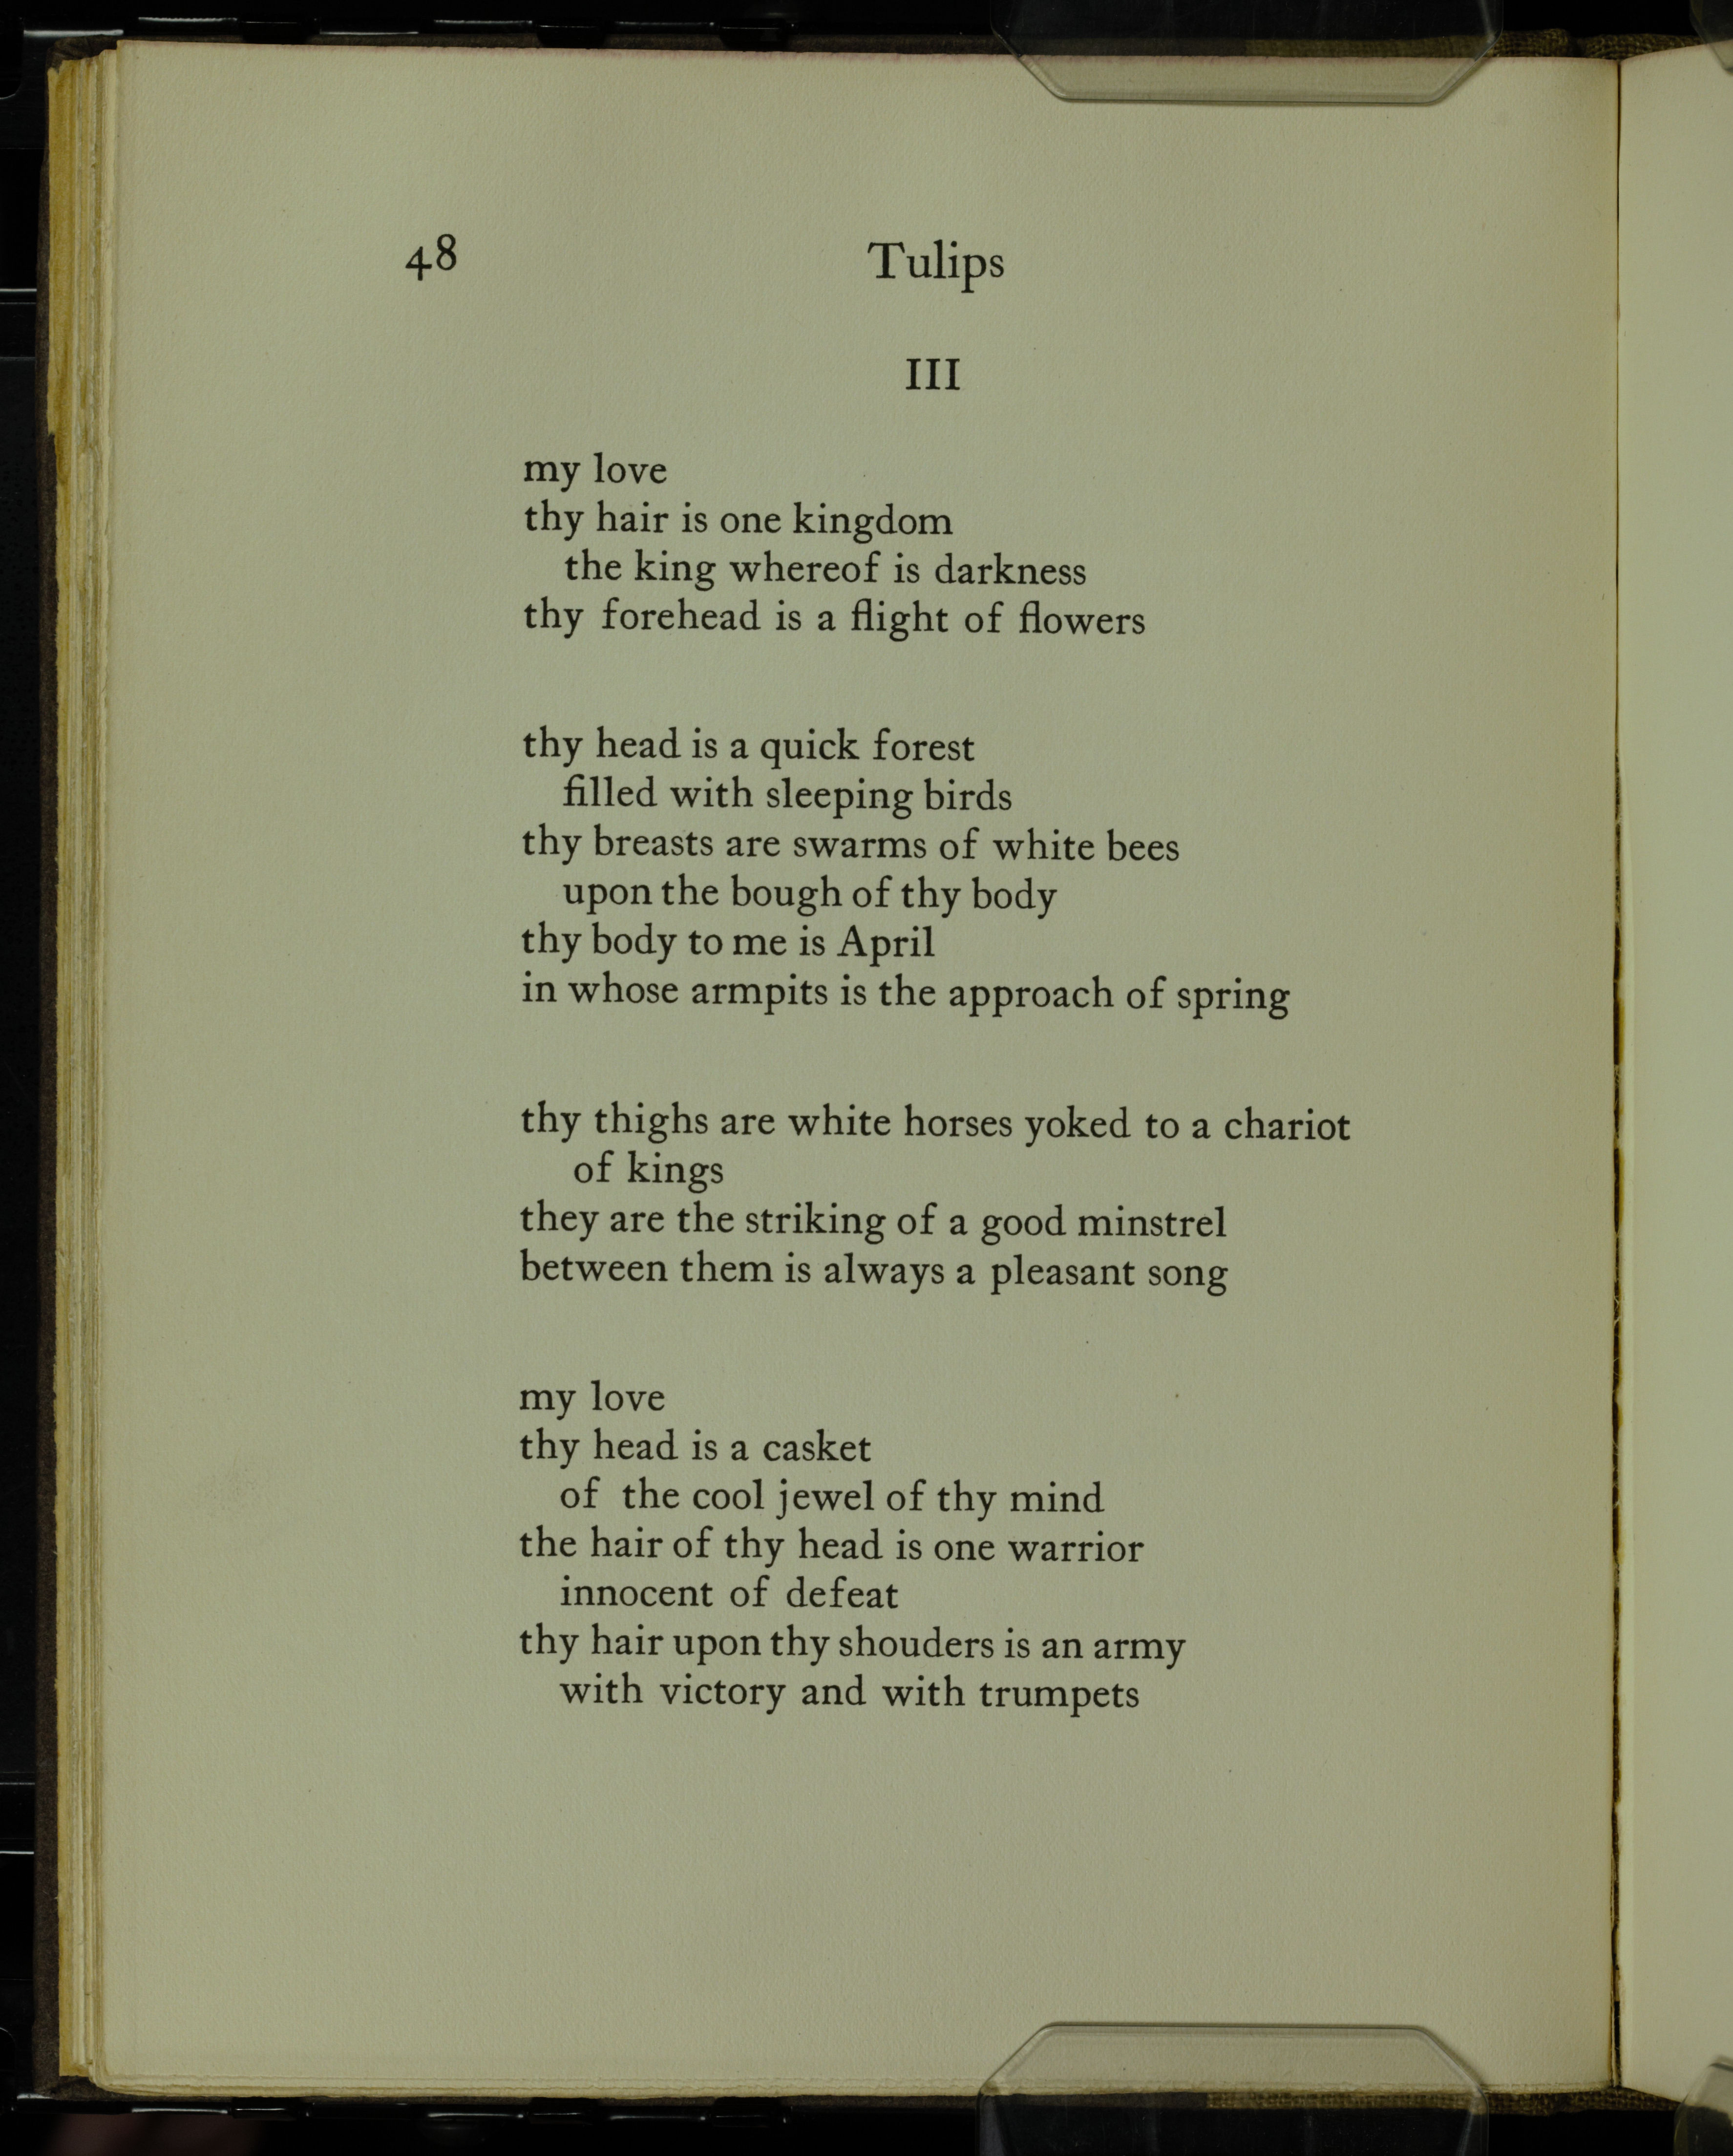 48 Tulips
III
my love
thy hair is one kingdom
the king whereof is darkness
thy forehead is a flight of flowers
thy head is a quick forest
filled with sleeping birds
thy breasts are swarms of white bees
upon the bough of thy body
thy body to me is April
in whose armpits is the approach of spring
thy thighs are white horses yoked to a chariot
of kings
they are the striking of a good minstrel
between them is always a pleasant song
my love
thy head is a casket
of the cool jewel of thy mind
the hair of thy head is one warrior
innocent of defeat
thy hair upon thy shouders is an army
with victory and with trumpets